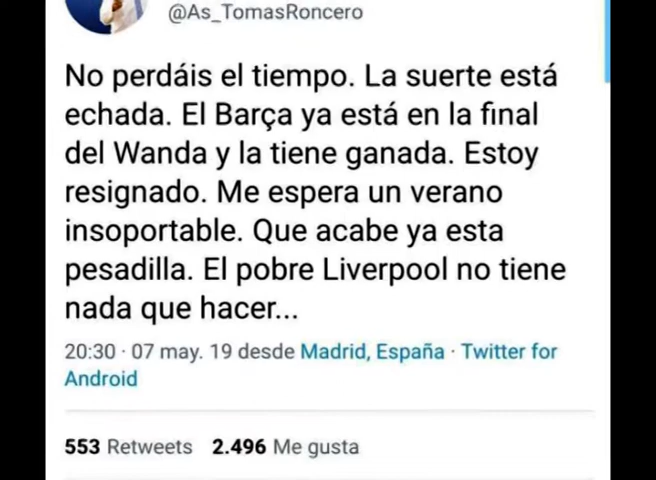 @As_TomasRoncero
No perdáis el tiempo. La suerte está
echada. El Barça ya está en la final
del Wanda y la tiene ganada. Estoy
resignado. Me espera un verano
insoportable. Que acabe ya esta
pesadilla. El pobre Liverpool no tiene
nada que hacer...
20:30 · 07 may. 19 desde Madrid, España · Twitter for
Android
553 Retweets 2.496 Me gusta